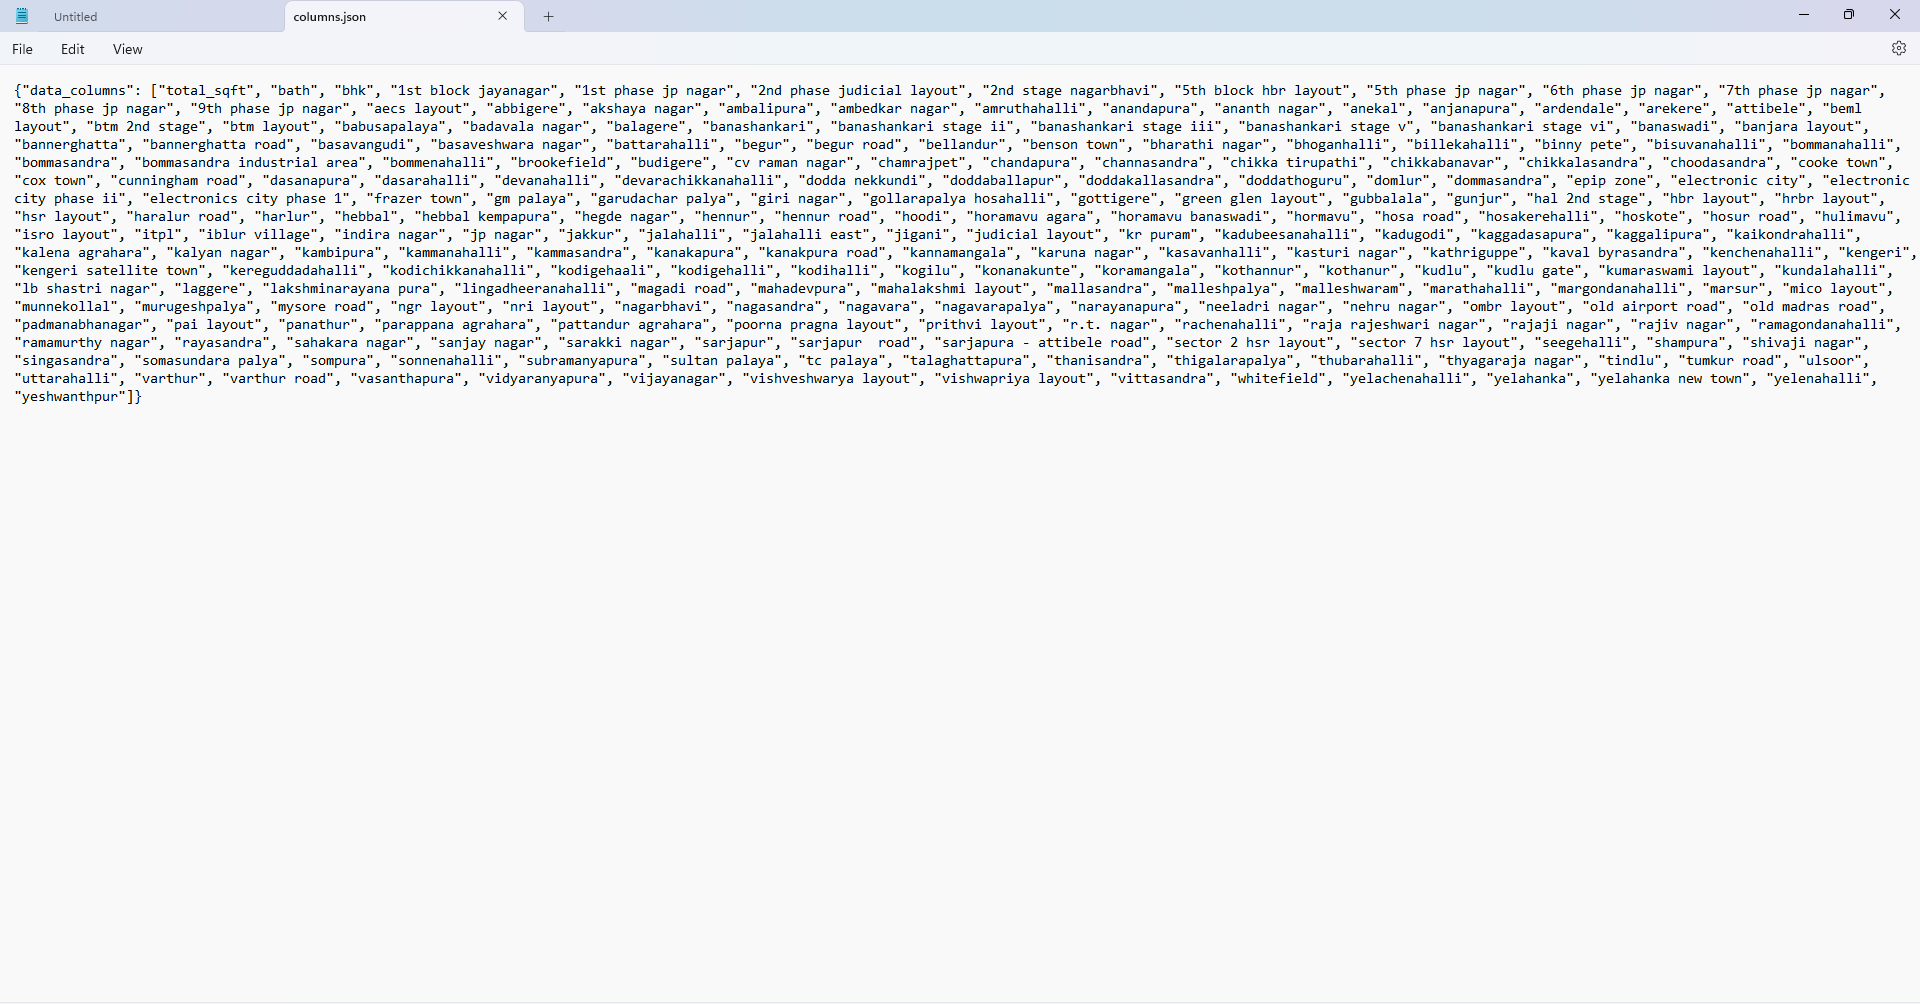 Untitled
columns.json
File Edit View
{"data_columns": ["total_sqft", "bath", "bhk", "1st block jayanagar", "1st phase jp nagar", "2nd phase judicial layout", "2nd stage nagarbhavi", "5th block hbr layout", "5th phase jp nagar", "6th phase jp nagar", "7th phase jp nagar",
"8th phase jp nagar", "9th phase jp nagar", "aecs layout", "abbigere", "akshaya nagar", "ambalipura", "ambedkar nagar", "amruthahalli", "anandapura", "ananth nagar", "anekal", "anjanapura", "ardendale", "arekere", "attibele", "beml
layout", "btm 2nd stage", "btm layout", "babusapalaya", "badavala nagar", "balagere", "banashankari", "banashankari stage ii", "banashankari stage iii", "banashankari stage v", "banashankari stage vi", "banaswadi", "banjara layout",
"bannerghatta", "bannerghatta road", "basavangudi", "basaveshwara nagar", "battarahalli", "begur", "begur road", "bellandur", "benson town", "bharathi nagar", "bhoganhalli", "billekahalli", "binny pete", "bisuvanahalli", "bommanahalli",
"bommasandra", "bommasandra industrial area", "bommenahalli", "brookefield", "budigere", "cv raman nagar", "chamrajpet", "chandapura", "channasandra", "chikka tirupathi", "chikkabanavar", "chikkalasandra", "choodasandra", "cooke town",
"cox town", "cunningham road", "dasanapura", "dasarahalli", "devanahalli", "devarachikkanahalli", "dodda nekkundi", "doddaballapur", "doddakallasandra", "doddathoguru", "domlur", "dommasandra", "epip zone", "electronic city", "electronic
city phase ii", "electronics city phase 1", "frazer town", "gm palaya", "garudachar palya", "giri nagar", "gollarapalya hosahalli", "gottigere", "green glen layout", "gubbalala", "gunjur", "hal 2nd stage", "hbr layout", "hrbr layout",
"hsr layout", "haralur road", "harlur", "hebbal", "hebbal kempapura", "hegde nagar", "hennur", "hennur road", "hoodi", "horamavu agara", "horamavu banaswadi", "hormavu", "hosa road", "hosakerehalli", "hoskote", "hosur road", "hulimavu",
"isro layout", "itpl", "iblur village", "indira nagar", "jp nagar", "jakkur", "jalahalli", "jalahalli east", "jigani", "judicial layout", "kr puram", "kadubeesanahalli", "kadugodi", "kaggadasapura", "kaggalipura", "kaikondrahalli",
"kalena agrahara", "kalyan nagar", "kambipura", "kammanahalli", "kammasandra", "kanakapura", "kanakpura road", "kannamangala", "karuna nagar", "kasavanhalli", "kasturi nagar", "kathriguppe", "kaval byrasandra", "kenchenahalli", "kengeri",
"kengeri satellite town", "kereguddadahalli", "kodichikkanahalli", "kodigehaali", "kodigehalli", "kodihalli", "kogilu", "konanakunte", "koramangala", "kothannur", "kothanur", "kudlu", "kudlu gate", "kumaraswami layout", "kundalahalli",
"lb shastri nagar", "laggere", "lakshminarayana pura", "lingadheeranahalli", "magadi road", "mahadevpura", "mahalakshmi layout", "mallasandra", "malleshpalya", "malleshwaram", "marathahalli", "margondanahalli", "marsur", "mico layout",
"munnekollal", "murugeshpalya", "mysore road", "ngr layout", "nri layout", "nagarbhavi", "nagasandra", "nagavara", "nagavarapalya", "narayanapura", "neeladri nagar", "nehru nagar", "ombr layout", "old airport road", "old madras road",
"padmanabhanagar", "pai layout", "panathur", "parappana agrahara", "pattandur agrahara", "poorna pragna layout", "prithvi layout", "r.t. nagar", "rachenahalli", "raja rajeshwari nagar", "rajaji nagar", "rajiv nagar", "ramagondanahalli",
"ramamurthy nagar", "rayasandra", "sahakara nagar", "sanjay nagar", "sarakki nagar", "sarjapur", "sarjapur  road", "sarjapura - attibele road", "sector 2 hsr layout", "sector 7 hsr layout", "seegehalli", "shampura", "shivaji nagar",
"singasandra", "somasundara palya", "sompura", "sonnenahalli", "subramanyapura", "sultan palaya", "tc palaya", "talaghattapura", "thanisandra", "thigalarapalya", "thubarahalli", "thyagaraja nagar", "tindlu", "tumkur road", "ulsoor",
"uttarahalli", "varthur", "varthur road", "vasanthapura", "vidyaranyapura", "vijayanagar", "vishveshwarya layout", "vishwapriya layout", "vittasandra", "whitefield", "yelachenahalli", "yelahanka", "yelahanka new town", "yelenahalli",
"yeshwanthpur"]}